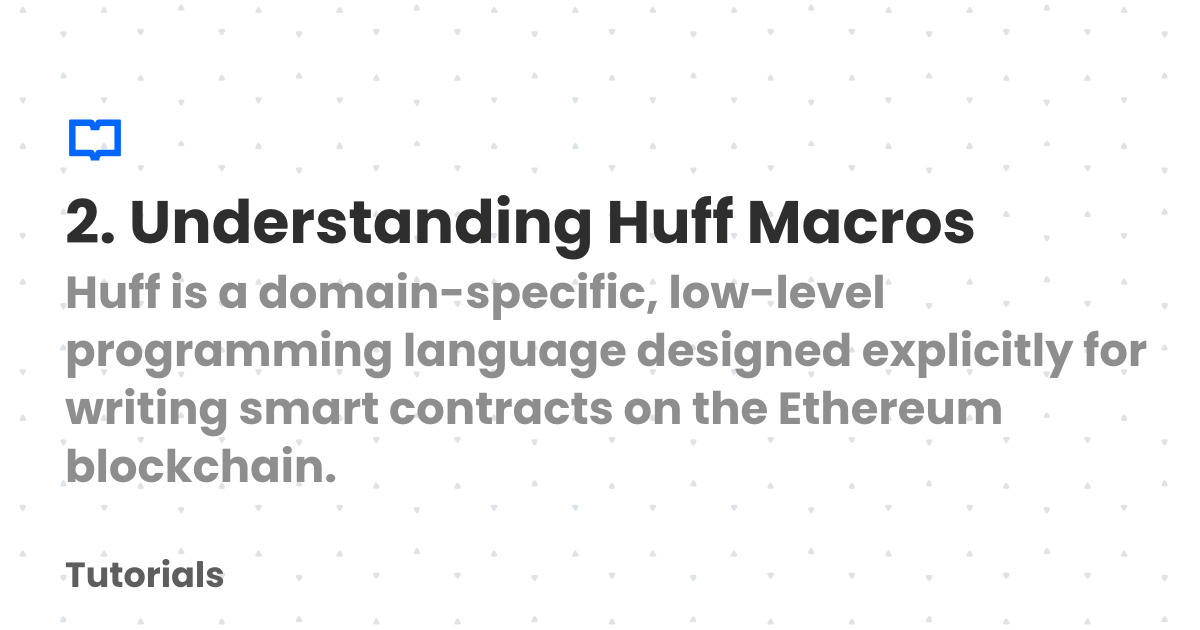 2. Understanding Huff Macros
Huff is a domain-specific, low-level
programming language designed explicitly for
writing smart contracts on the Ethereum
blockchain.
Tutorials